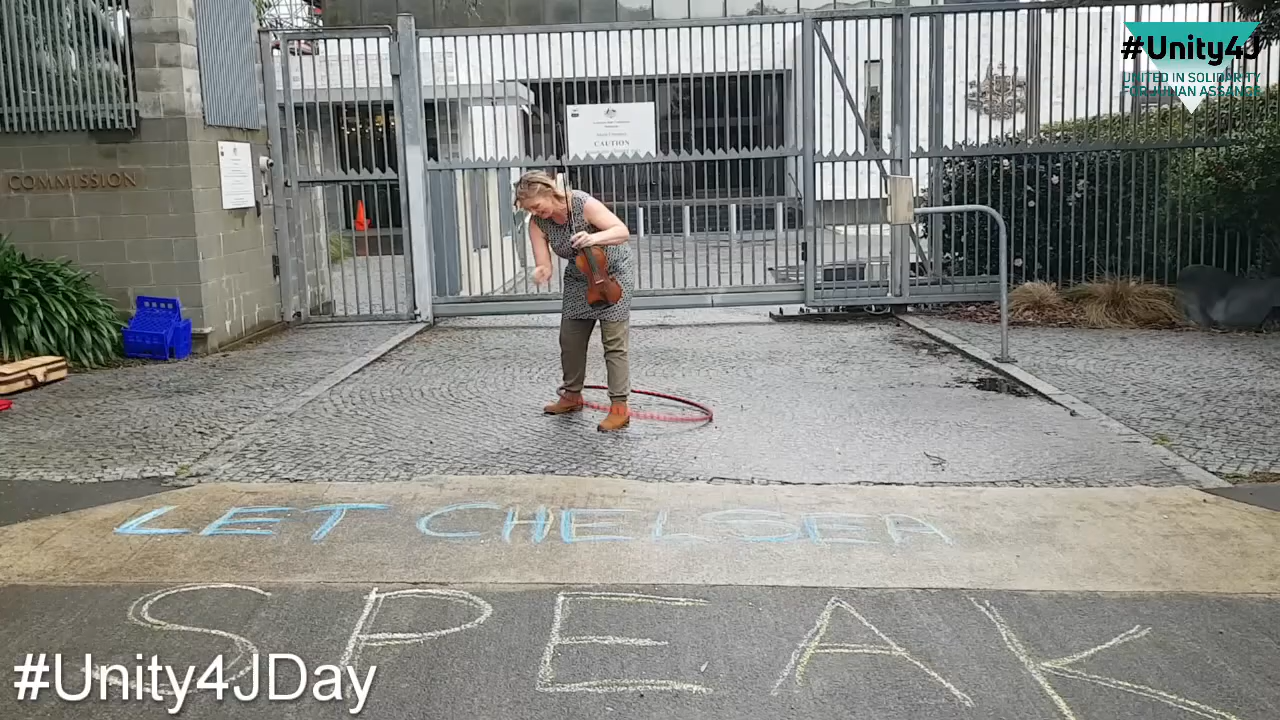 #Unity4J
UNITED IN SOLIDARITY
FOR JULIAN ASSANGE
CAUTION
COMMISSION
LET CHELSEA
SPEAK
#Unity4JDay